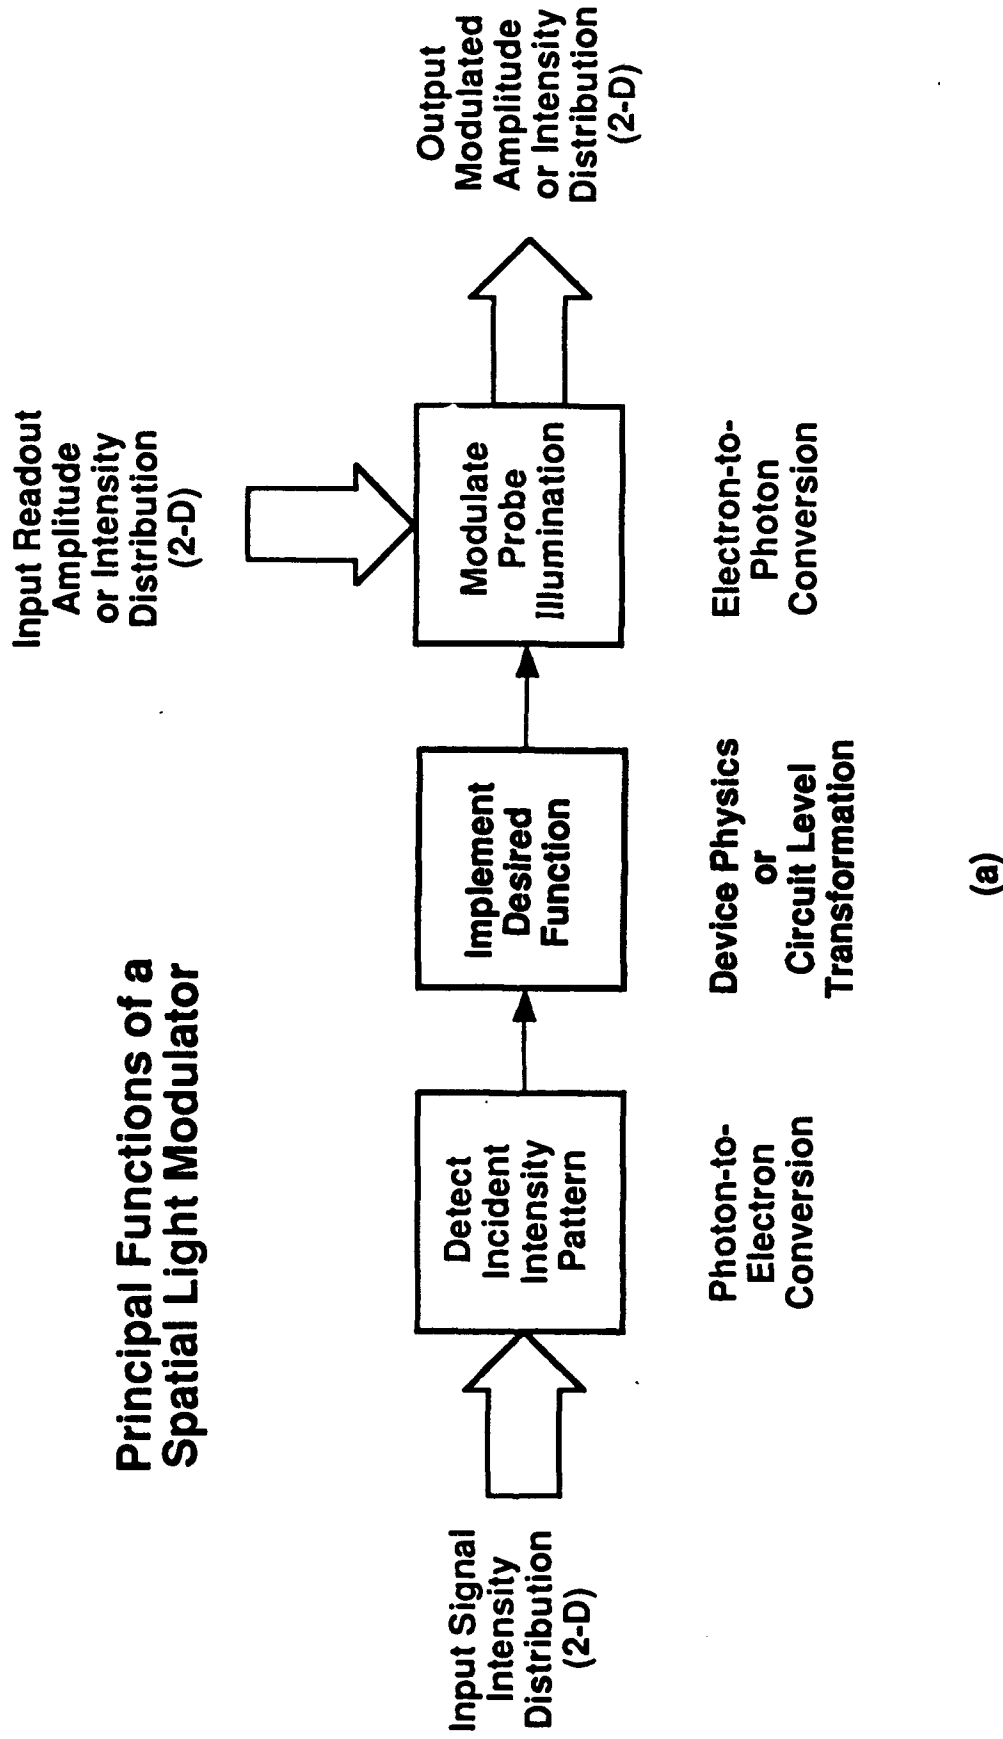 Principal Functions of a
Spatial Light Modulator
Input Readout
Amplitude
or Intensity
Distribution
(2-D)
Input Signal
Intensity
Distribution
(2-D)
Detect
Incident
Intensity
Pattern
Implement
Desired
Function
Modulate
Probe
Illumination
Output
Modulated
Amplitude
or Intensity
Distribution
(2-D)
Photon-to-
Electron
Conversion
Device Physics
or
Circuit Level
Transformation
Electron-to-
Photon
Conversion
(a)